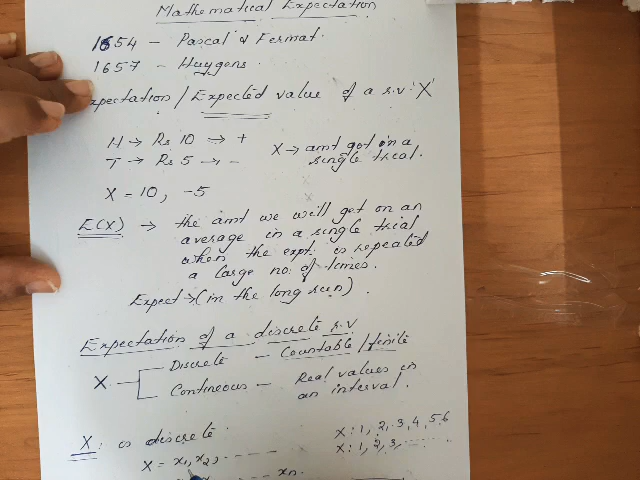 Mathematical Expectation
1654 - Pascal & Fermat.
1657 - Huygens.
xpectation / Expected value of a r.v. 'X'
H → Rs 10 → +
T → Rs 5 → -
X → amt got in a
single trial.
X = 10, -5
E(X) → the amt we will get on an
average in a single trial
when the expt. is repeated
a large no: of times.
Expect → (in the long run).
Expectation of a discrete r.v
X
Discrete - Countable / finite
Continuous - Real values in
an interval.
X: is discrete.
X: 1, 2, 3, 4, 5, 6
X: 1, 2, 3, ......
X = x1, x2, - - - - - -
- - - xn.